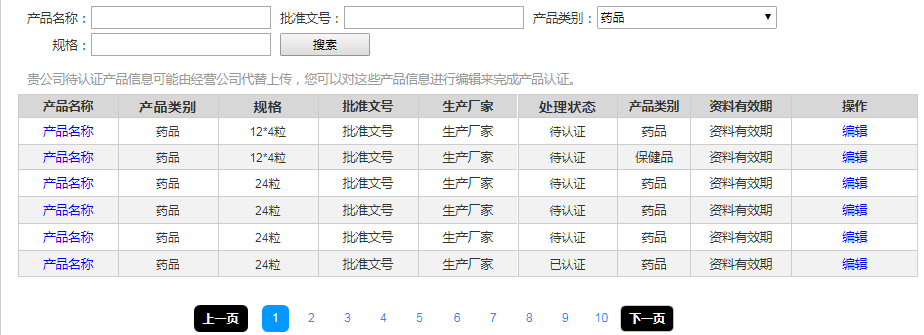 产品名称： 批准文号： 产品类别： 药品
规格： 搜索
贵公司待认证产品信息可能由经营公司代替上传，您可以对这些产品信息进行编辑来完成产品认证。
产品名称 产品类别 规格 批准文号 生产厂家 处理状态 产品类别 资料有效期 操作
产品名称 药品 12*4粒 批准文号 生产厂家 待认证 药品 资料有效期 编辑
产品名称 药品 12*4粒 批准文号 生产厂家 待认证 保健品 资料有效期 编辑
产品名称 药品 24粒 批准文号 生产厂家 待认证 药品 资料有效期 编辑
产品名称 药品 24粒 批准文号 生产厂家 待认证 药品 资料有效期 编辑
产品名称 药品 24粒 批准文号 生产厂家 待认证 药品 资料有效期 编辑
产品名称 药品 24粒 批准文号 生产厂家 已认证 药品 资料有效期 编辑
上一页 1 2 3 4 5 6 7 8 9 10 下一页